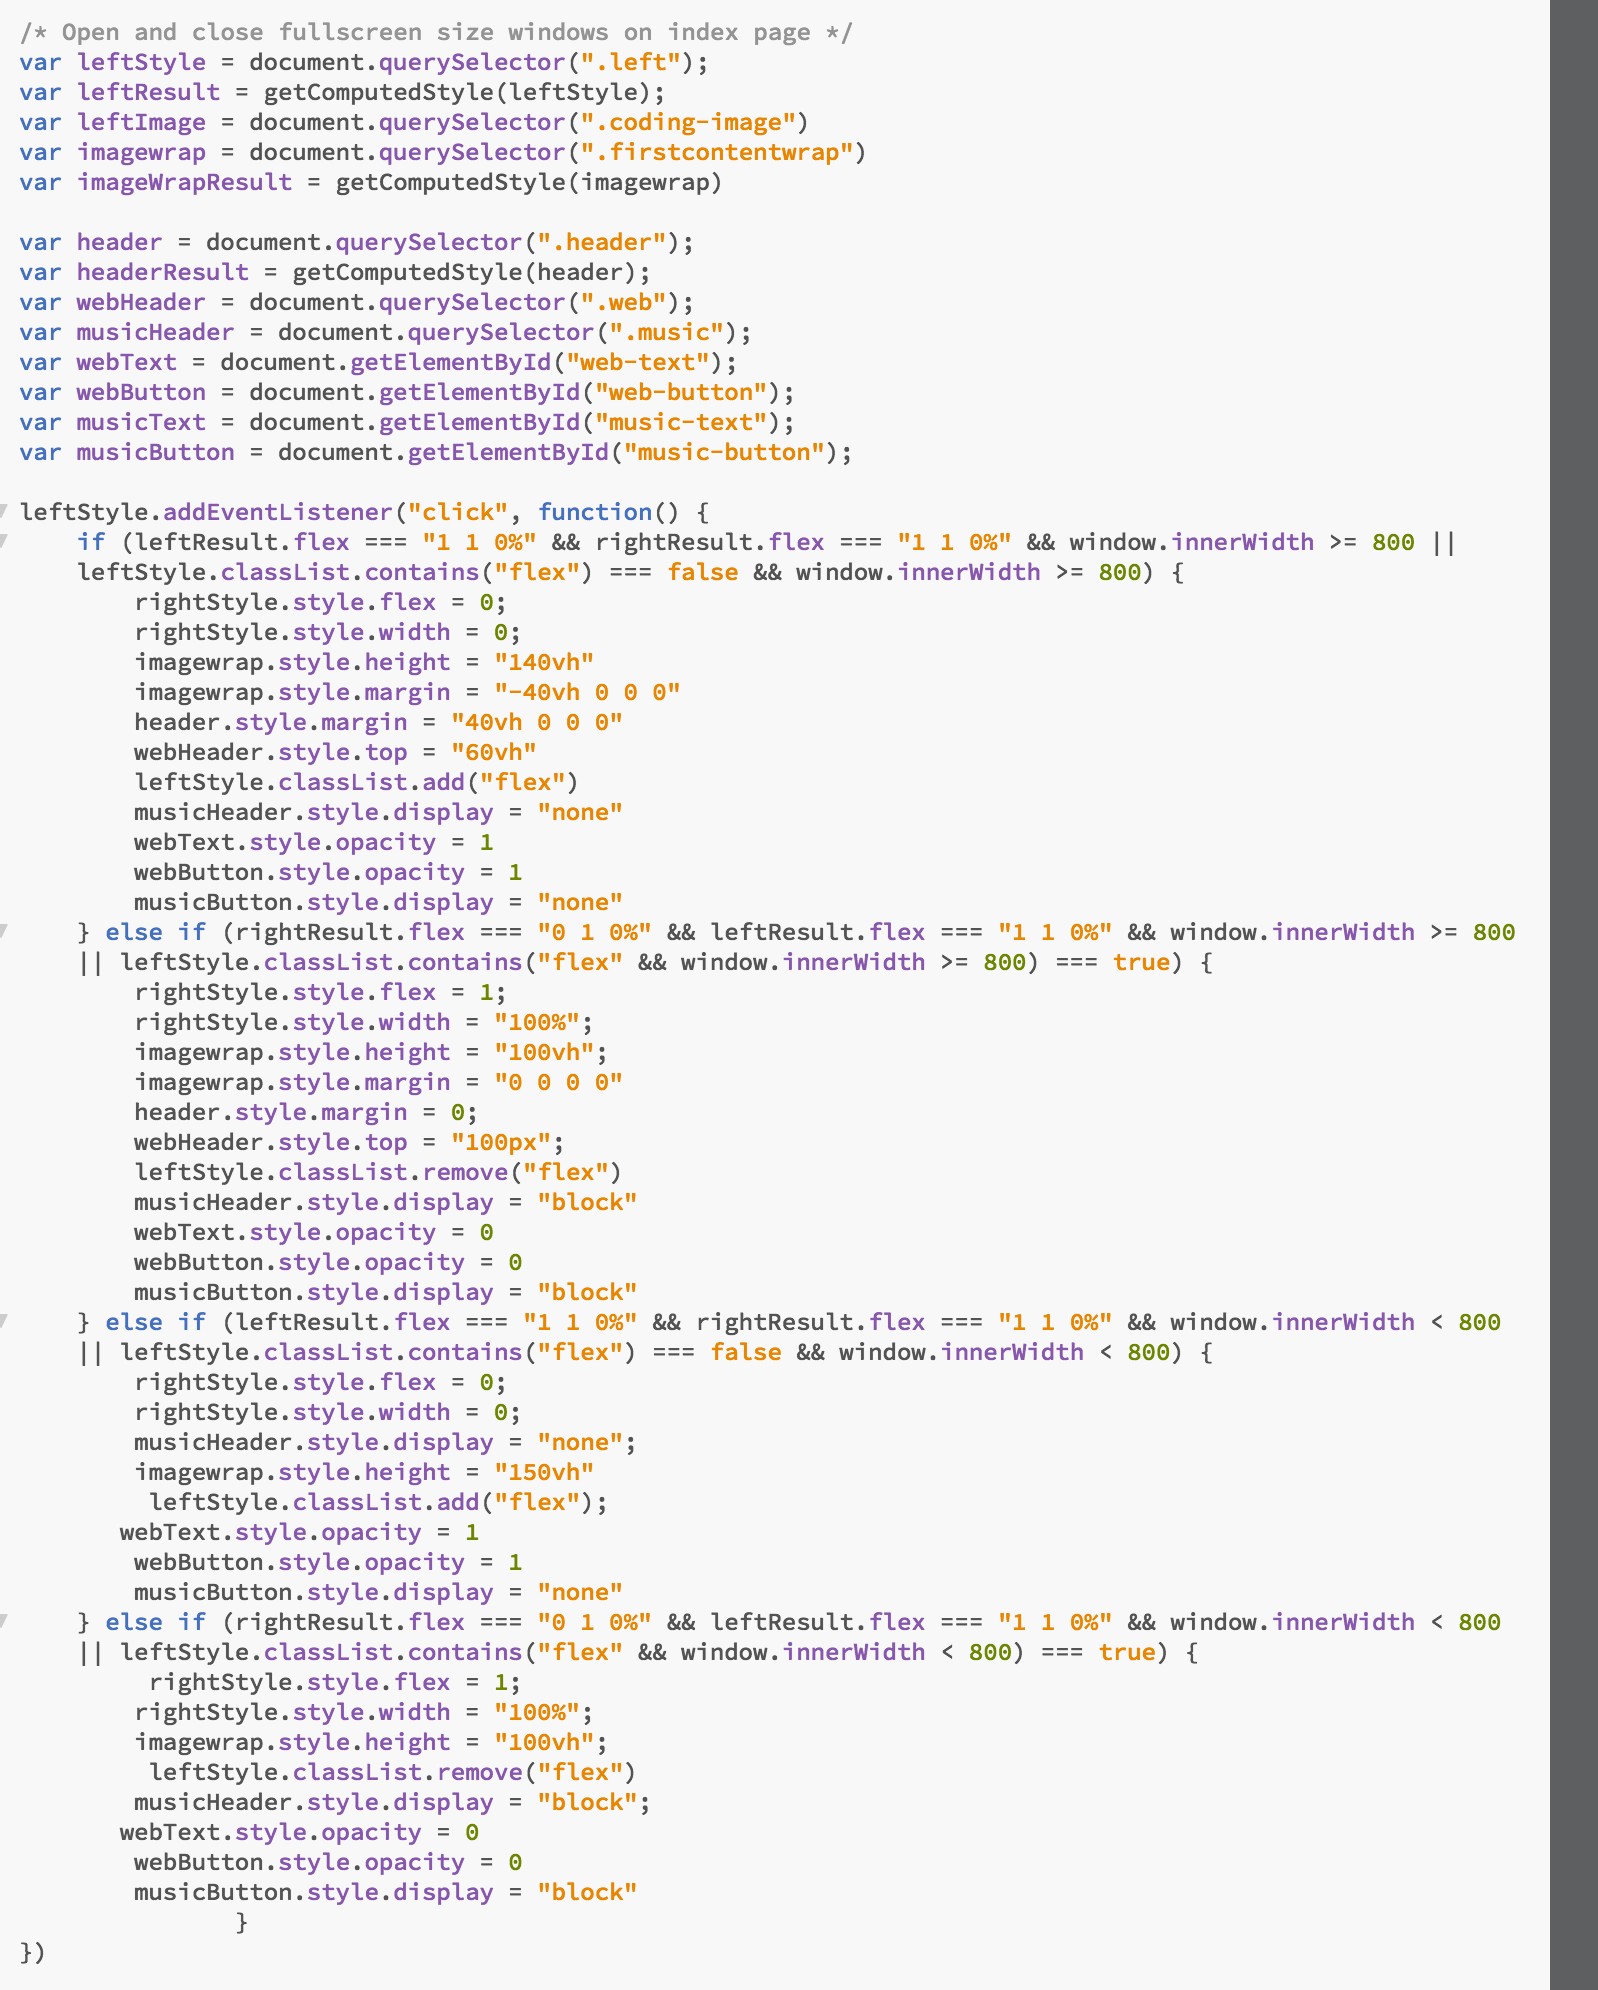 /* Open and close fullscreen size windows on index page */
var leftStyle = document.querySelector(".left");
var leftResult = getComputedStyle(leftStyle);
var leftImage = document.querySelector(".coding-image")
var imagewrap = document.querySelector(".firstcontentwrap")
var imageWrapResult = getComputedStyle(imagewrap)

var header = document.querySelector(".header");
var headerResult = getComputedStyle(header);
var webHeader = document.querySelector(".web");
var musicHeader = document.querySelector(".music");
var webText = document.getElementById("web-text");
var webButton = document.getElementById("web-button");
var musicText = document.getElementById("music-text");
var musicButton = document.getElementById("music-button");

leftStyle.addEventListener("click", function() {
    if (leftResult.flex === "1 1 0%" && rightResult.flex === "1 1 0%" && window.innerWidth >= 800 ||
    leftStyle.classList.contains("flex") === false && window.innerWidth >= 800) {
        rightStyle.style.flex = 0;
        rightStyle.style.width = 0;
        imagewrap.style.height = "140vh"
        imagewrap.style.margin = "-40vh 0 0 0"
        header.style.margin = "40vh 0 0 0"
        webHeader.style.top = "60vh"
        leftStyle.classList.add("flex")
        musicHeader.style.display = "none"
        webText.style.opacity = 1
        webButton.style.opacity = 1
        musicButton.style.display = "none"
    } else if (rightResult.flex === "0 1 0%" && leftResult.flex === "1 1 0%" && window.innerWidth >= 800
    || leftStyle.classList.contains("flex" && window.innerWidth >= 800) === true) {
        rightStyle.style.flex = 1;
        rightStyle.style.width = "100%";
        imagewrap.style.height = "100vh";
        imagewrap.style.margin = "0 0 0 0"
        header.style.margin = 0;
        webHeader.style.top = "100px";
        leftStyle.classList.remove("flex")
        musicHeader.style.display = "block"
        webText.style.opacity = 0
        webButton.style.opacity = 0
        musicButton.style.display = "block"
    } else if (leftResult.flex === "1 1 0%" && rightResult.flex === "1 1 0%" && window.innerWidth < 800
    || leftStyle.classList.contains("flex") === false && window.innerWidth < 800) {
        rightStyle.style.flex = 0;
        rightStyle.style.width = 0;
        musicHeader.style.display = "none";
        imagewrap.style.height = "150vh"
         leftStyle.classList.add("flex");
       webText.style.opacity = 1
        webButton.style.opacity = 1
        musicButton.style.display = "none"
    } else if (rightResult.flex === "0 1 0%" && leftResult.flex === "1 1 0%" && window.innerWidth < 800
    || leftStyle.classList.contains("flex" && window.innerWidth < 800) === true) {
         rightStyle.style.flex = 1;
        rightStyle.style.width = "100%";
        imagewrap.style.height = "100vh";
         leftStyle.classList.remove("flex")
        musicHeader.style.display = "block";
       webText.style.opacity = 0
        webButton.style.opacity = 0
        musicButton.style.display = "block"
               }
})